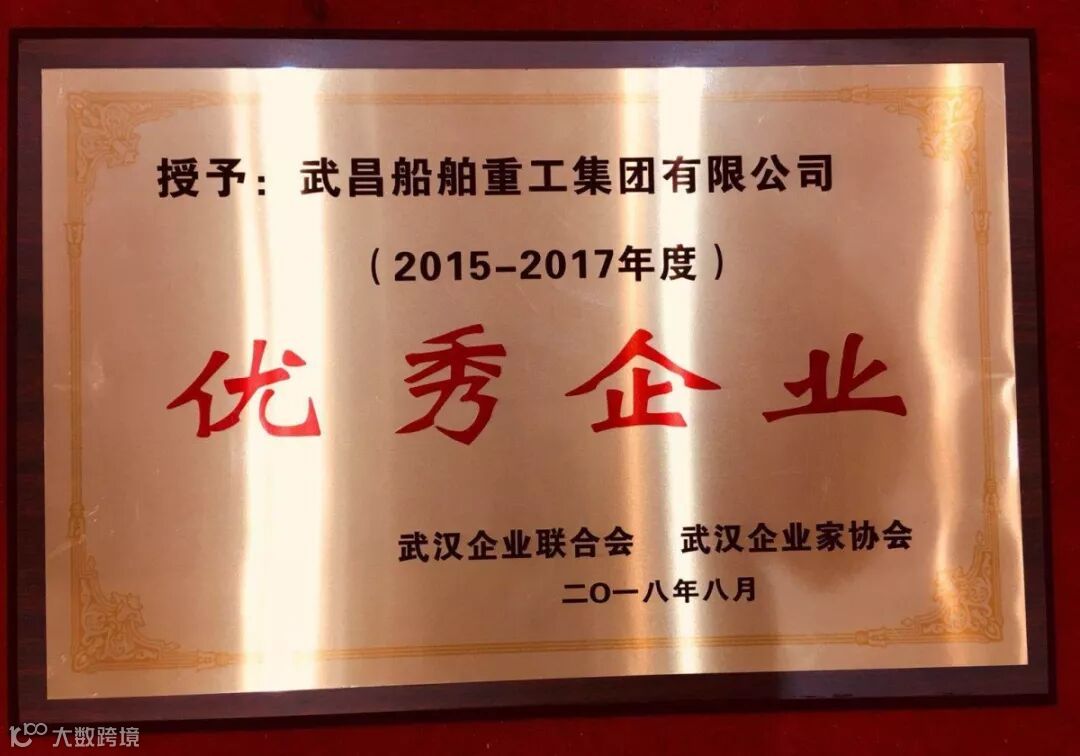 授予：武昌船舶重工集团有限公司
（2015-2017年度）
优秀企业
武汉企业联合会 武汉企业家协会
二〇一八年八月
大数跨境